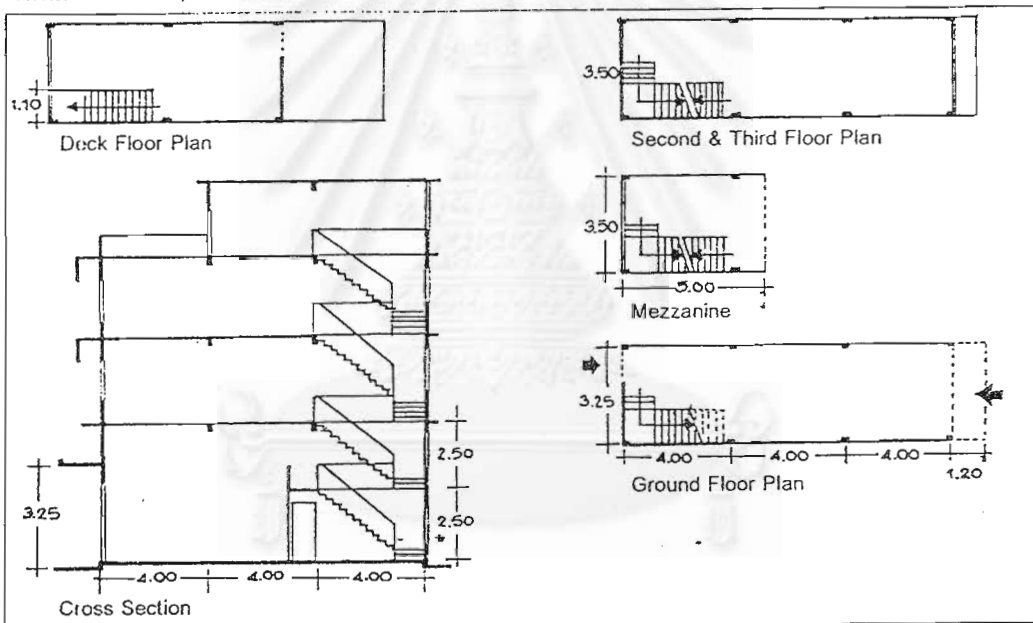 1.10
Deck Floor Plan
3.50
Second & Third Floor Plan
3.50
5.00
Mezzanine
3.25
4.00 4.00 4.00 1.20
Ground Floor Plan
2.50
2.50
3.25
4.00 4.00 4.00
Cross Section